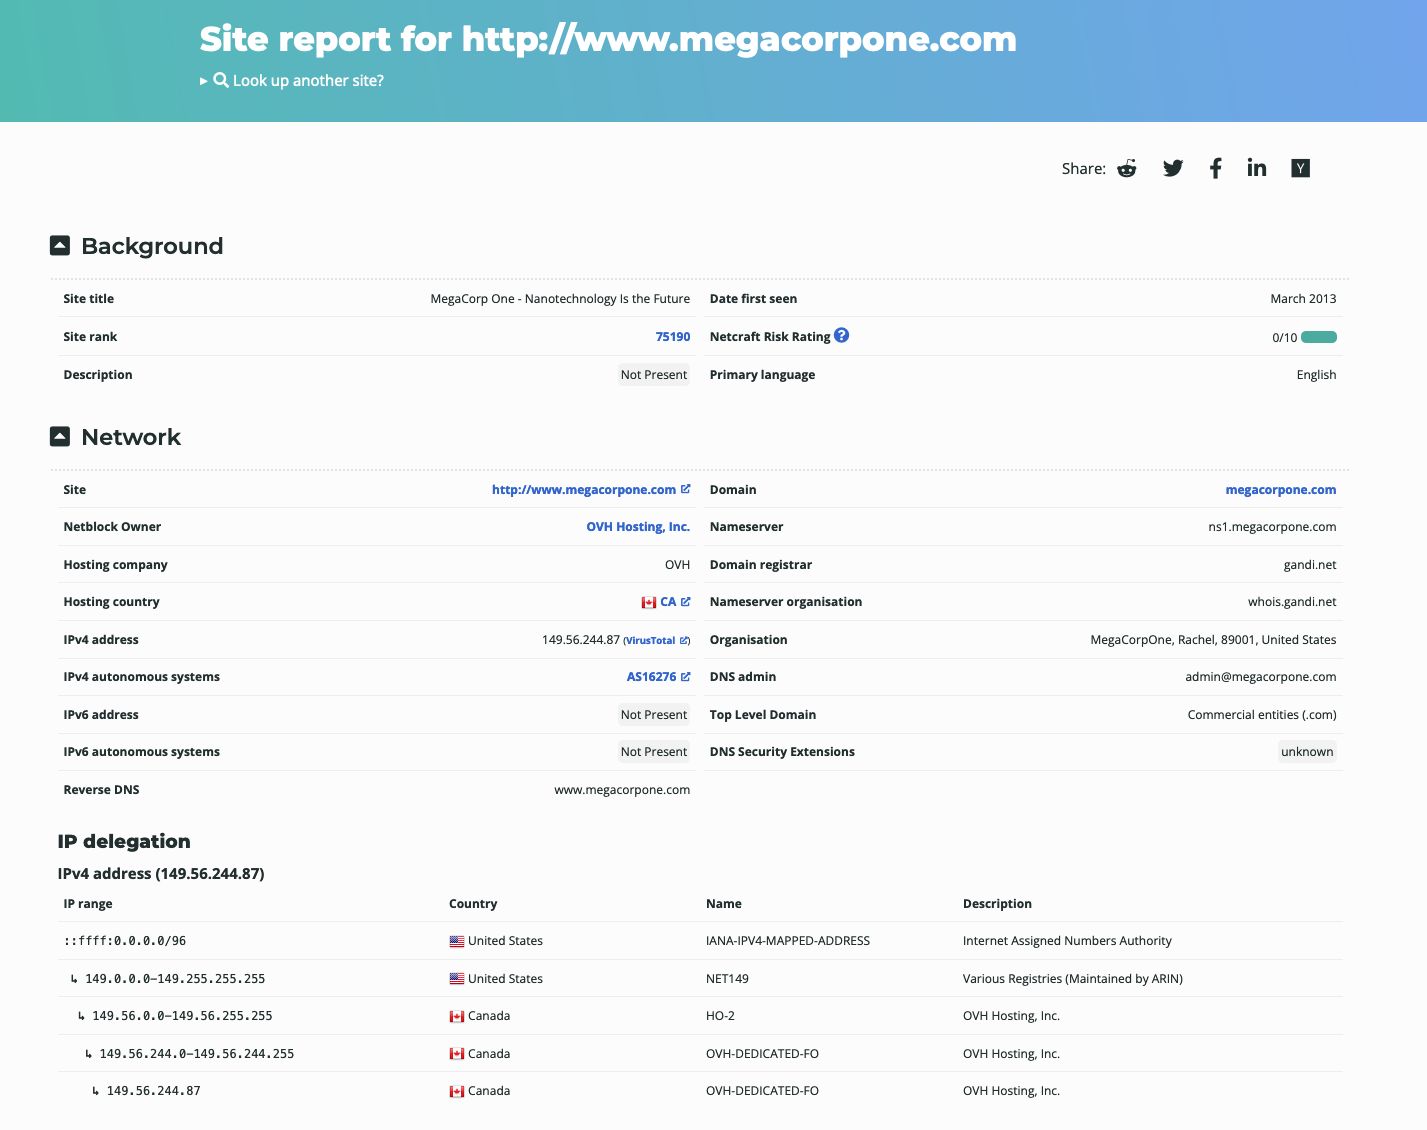 Site report for http://www.megacorpone.com
▸ Look up another site?
Share:
Background
Site title MegaCorp One - Nanotechnology Is the Future Date first seen March 2013
Site rank 75190 Netcraft Risk Rating ? 0/10
Description Not Present Primary language English
Network
Site http://www.megacorpone.com Domain megacorpone.com
Netblock Owner OVH Hosting, Inc. Nameserver ns1.megacorpone.com
Hosting company OVH Domain registrar gandi.net
Hosting country CA Nameserver organisation whois.gandi.net
IPv4 address 149.56.244.87 (VirusTotal) Organisation MegaCorpOne, Rachel, 89001, United States
IPv4 autonomous systems AS16276 DNS admin admin@megacorpone.com
IPv6 address Not Present Top Level Domain Commercial entities (.com)
IPv6 autonomous systems Not Present DNS Security Extensions unknown
Reverse DNS www.megacorpone.com
IP delegation
IPv4 address (149.56.244.87)
IP range Country Name Description
::ffff:0.0.0.0/96 United States IANA-IPV4-MAPPED-ADDRESS Internet Assigned Numbers Authority
↳ 149.0.0.0-149.255.255.255 United States NET149 Various Registries (Maintained by ARIN)
↳ 149.56.0.0-149.56.255.255 Canada HO-2 OVH Hosting, Inc.
↳ 149.56.244.0-149.56.244.255 Canada OVH-DEDICATED-FO OVH Hosting, Inc.
↳ 149.56.244.87 Canada OVH-DEDICATED-FO OVH Hosting, Inc.